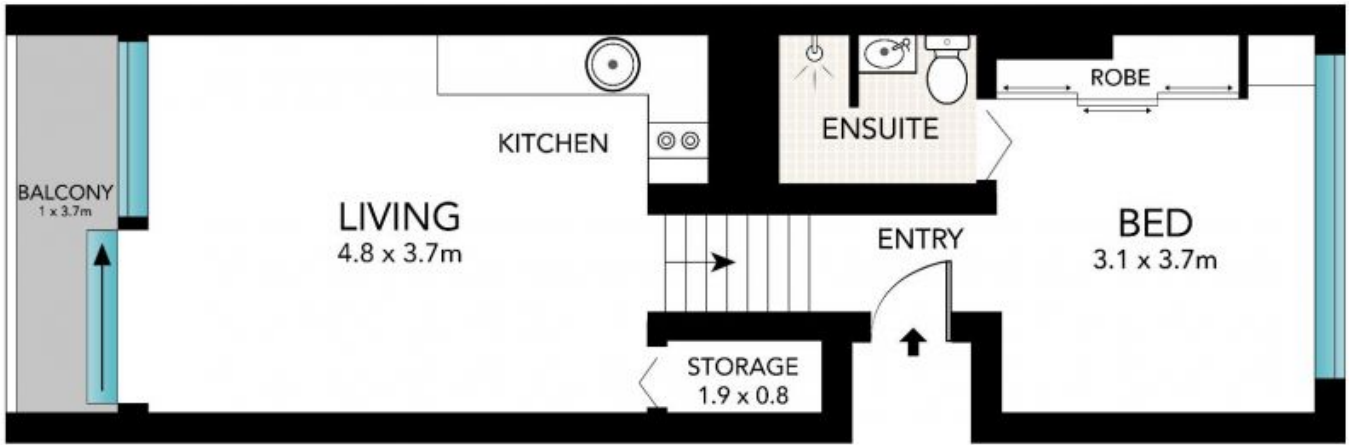 BALCONY
1 x 3.7m
LIVING
4.8 x 3.7m
KITCHEN
ENSUITE
ENTRY
STORAGE
1.9 x 0.8
ROBE
BED
3.1 x 3.7m